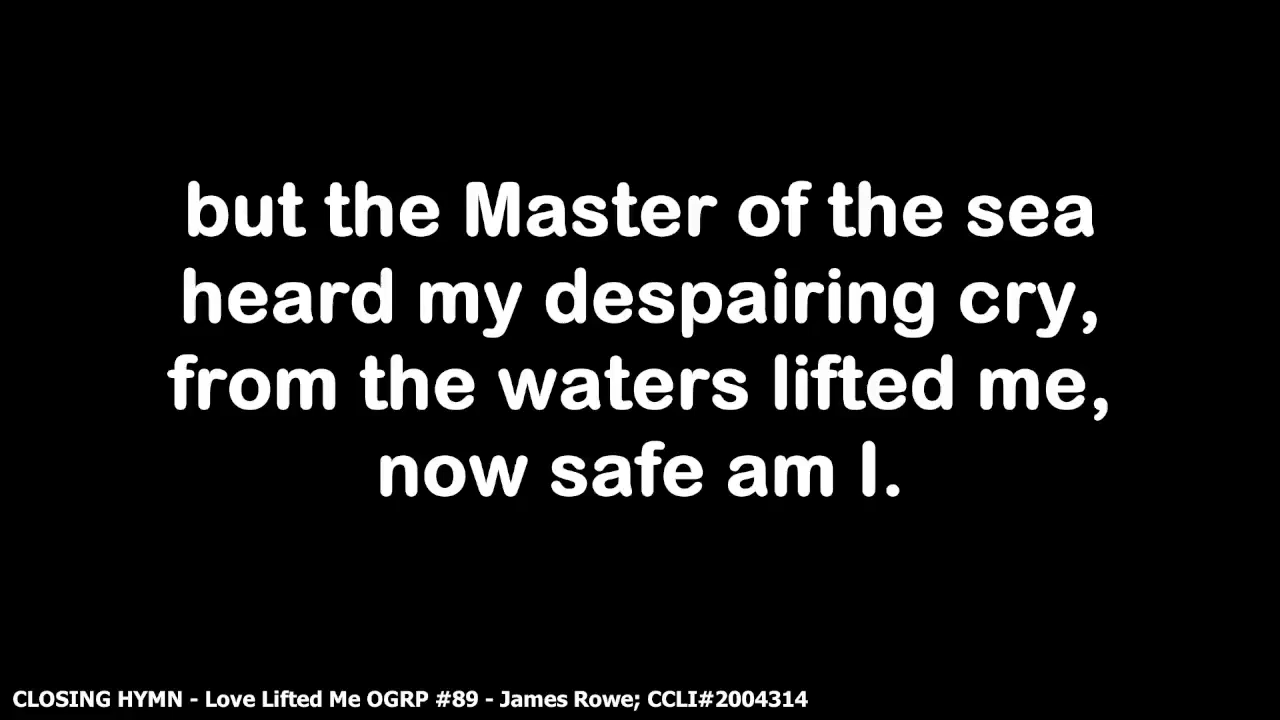 but the Master of the sea
heard my despairing cry,
from the waters lifted me,
now safe am I.
CLOSING HYMN - Love Lifted Me OGRP #89 - James Rowe; CCLI#2004314